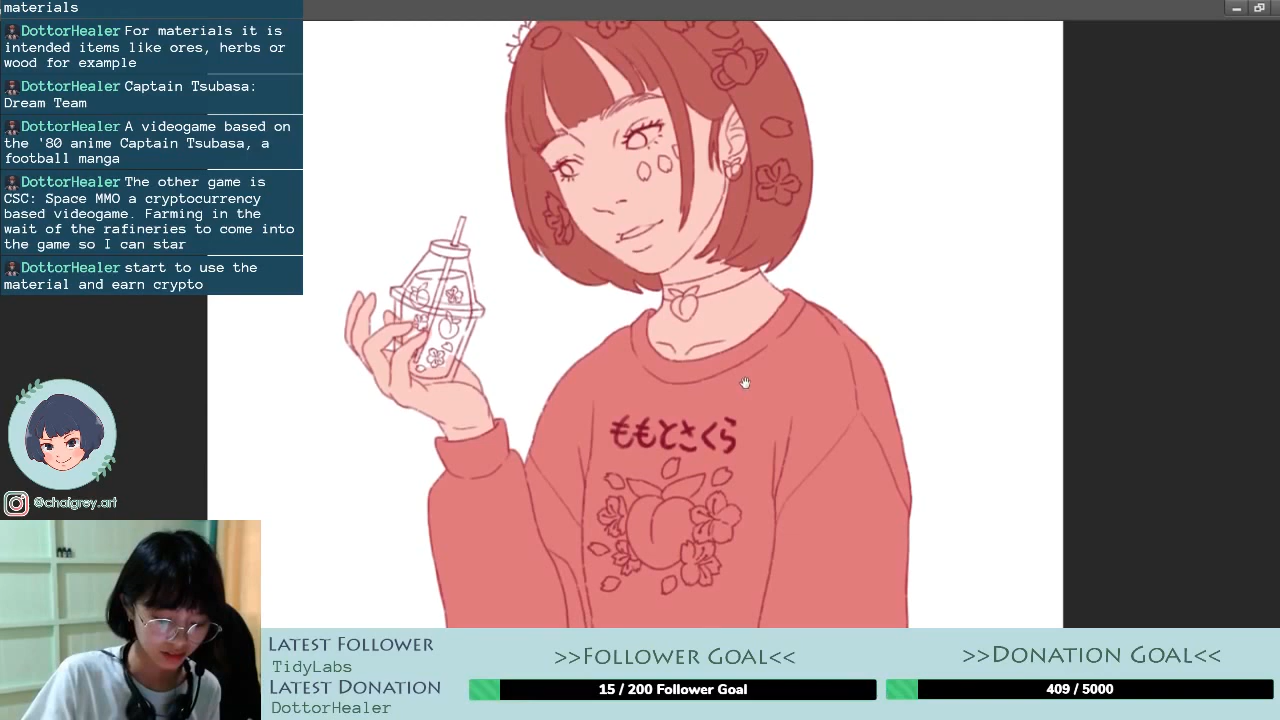 materials
DottorHealer For materials it is
intended items like ores, herbs or
wood for example
DottorHealer Captain Tsubasa:
Dream Team
DottorHealer A videogame based on
the '80 anime Captain Tsubasa, a
football manga
DottorHealer The other game is
CSC: Space MMO a cryptocurrency
based videogame. Farming in the
wait of the rafineries to come into
the game so I can star
DottorHealer start to use the
material and earn crypto
ももとさくら
@chaigrey.art
LATEST FOLLOWER
TidyLabs
LATEST DONATION
DottorHealer
>>FOLLOWER GOAL<<
15 / 200 Follower Goal
>>DONATION GOAL<<
409 / 5000